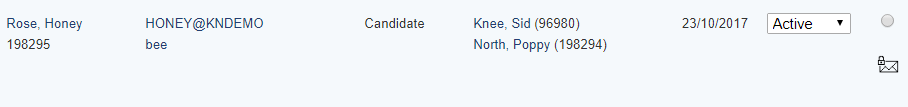 Rose, Honey HONEY@KNDEMO Candidate Knee, Sid (96980) 23/10/2017 Active
198295 bee North, Poppy (198294)